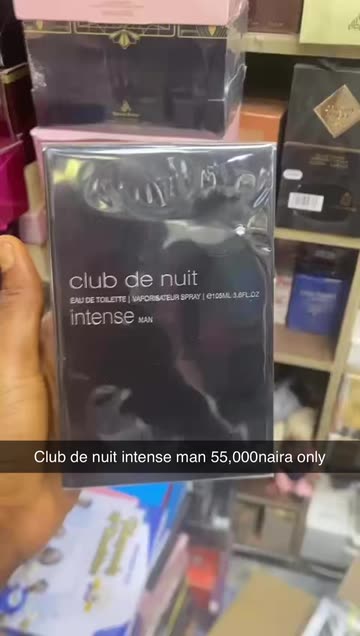 club de nuit
EAU DE TOILETTE | VAPORISATEUR SPRAY | ℮105ML 3.6FL.OZ
intense MAN
Club de nuit intense man 55,000naira only